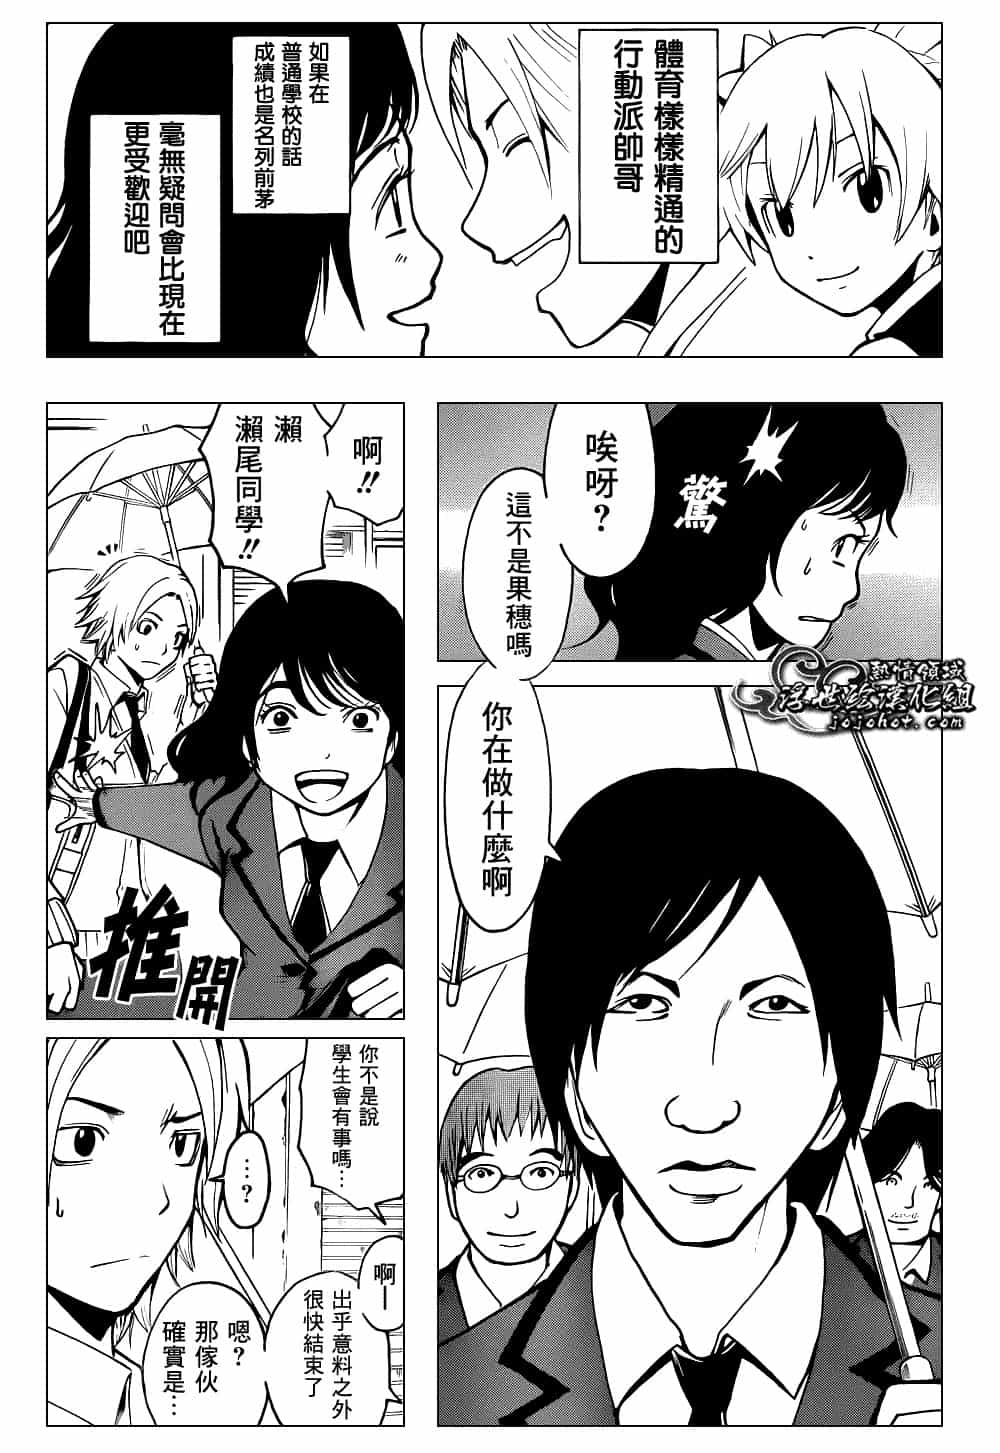 體育樣樣精通的
行動派帥哥
如果在
普通學校的話
成績也是名列前茅
毫無疑問會比現在
更受歡迎吧
驚
唉呀?
這不是果穗嗎
你在做什麼啊
熱情領域
浮世繪漢化組
jojohot.com
啊!!
瀨
瀨尾同學!!
推開
你不是說
學生會有事嗎…
…?
啊—
出乎意料之外
很快結束了
嗯?
那傢伙
確實是…